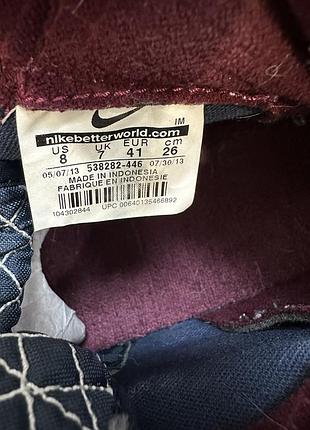 IM
nikebetterworld.com
US UK EUR cm
8 7 41 26
05/07/13 538282-446 07/30/13
MADE IN INDONESIA
FABRIQUE EN INDONESIE
104302844 UPC 00640135466892